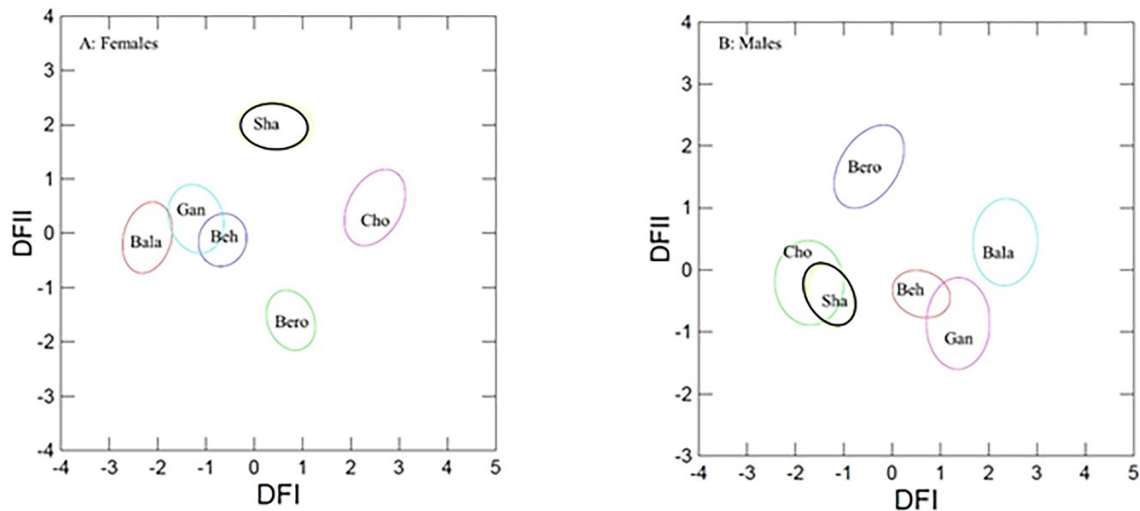 A: Females
4
3
2
1
0
-1
-2
-3
-4
DFII
Sha
Gan
Bala
Beh
Cho
Bero
-4 -3 -2 -1 0 1 2 3 4 5
DFI
B: Males
4
3
2
1
0
-1
-2
-3
DFII
Bero
Cho
Bala
Sha
Beh
Gan
-4 -3 -2 -1 0 1 2 3 4 5
DFI